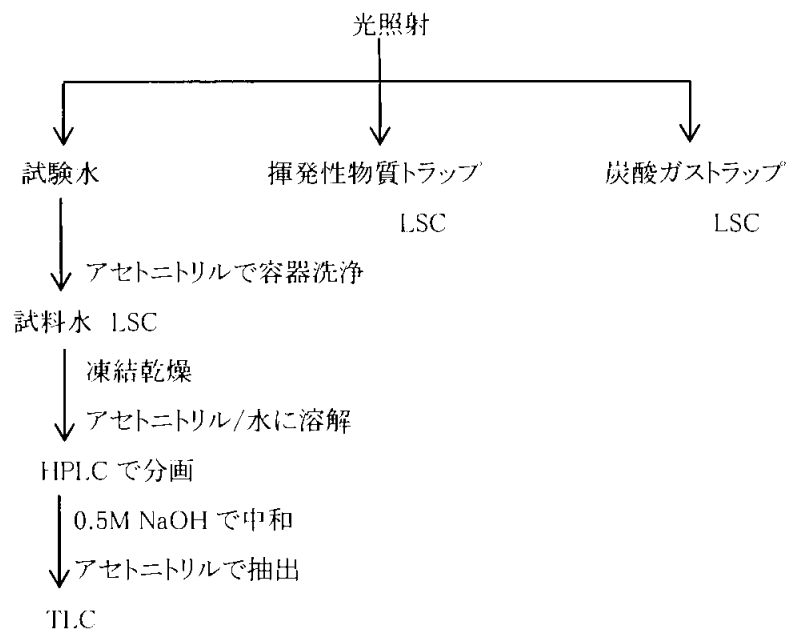 光照射
試験水 揮発性物質トラップ 炭酸ガストラップ
LSC LSC
アセトニトリルで容器洗浄
試料水 LSC
凍結乾燥
アセトニトリル/水に溶解
HPLC で分画
0.5M NaOH で中和
アセトニトリルで抽出
TLC